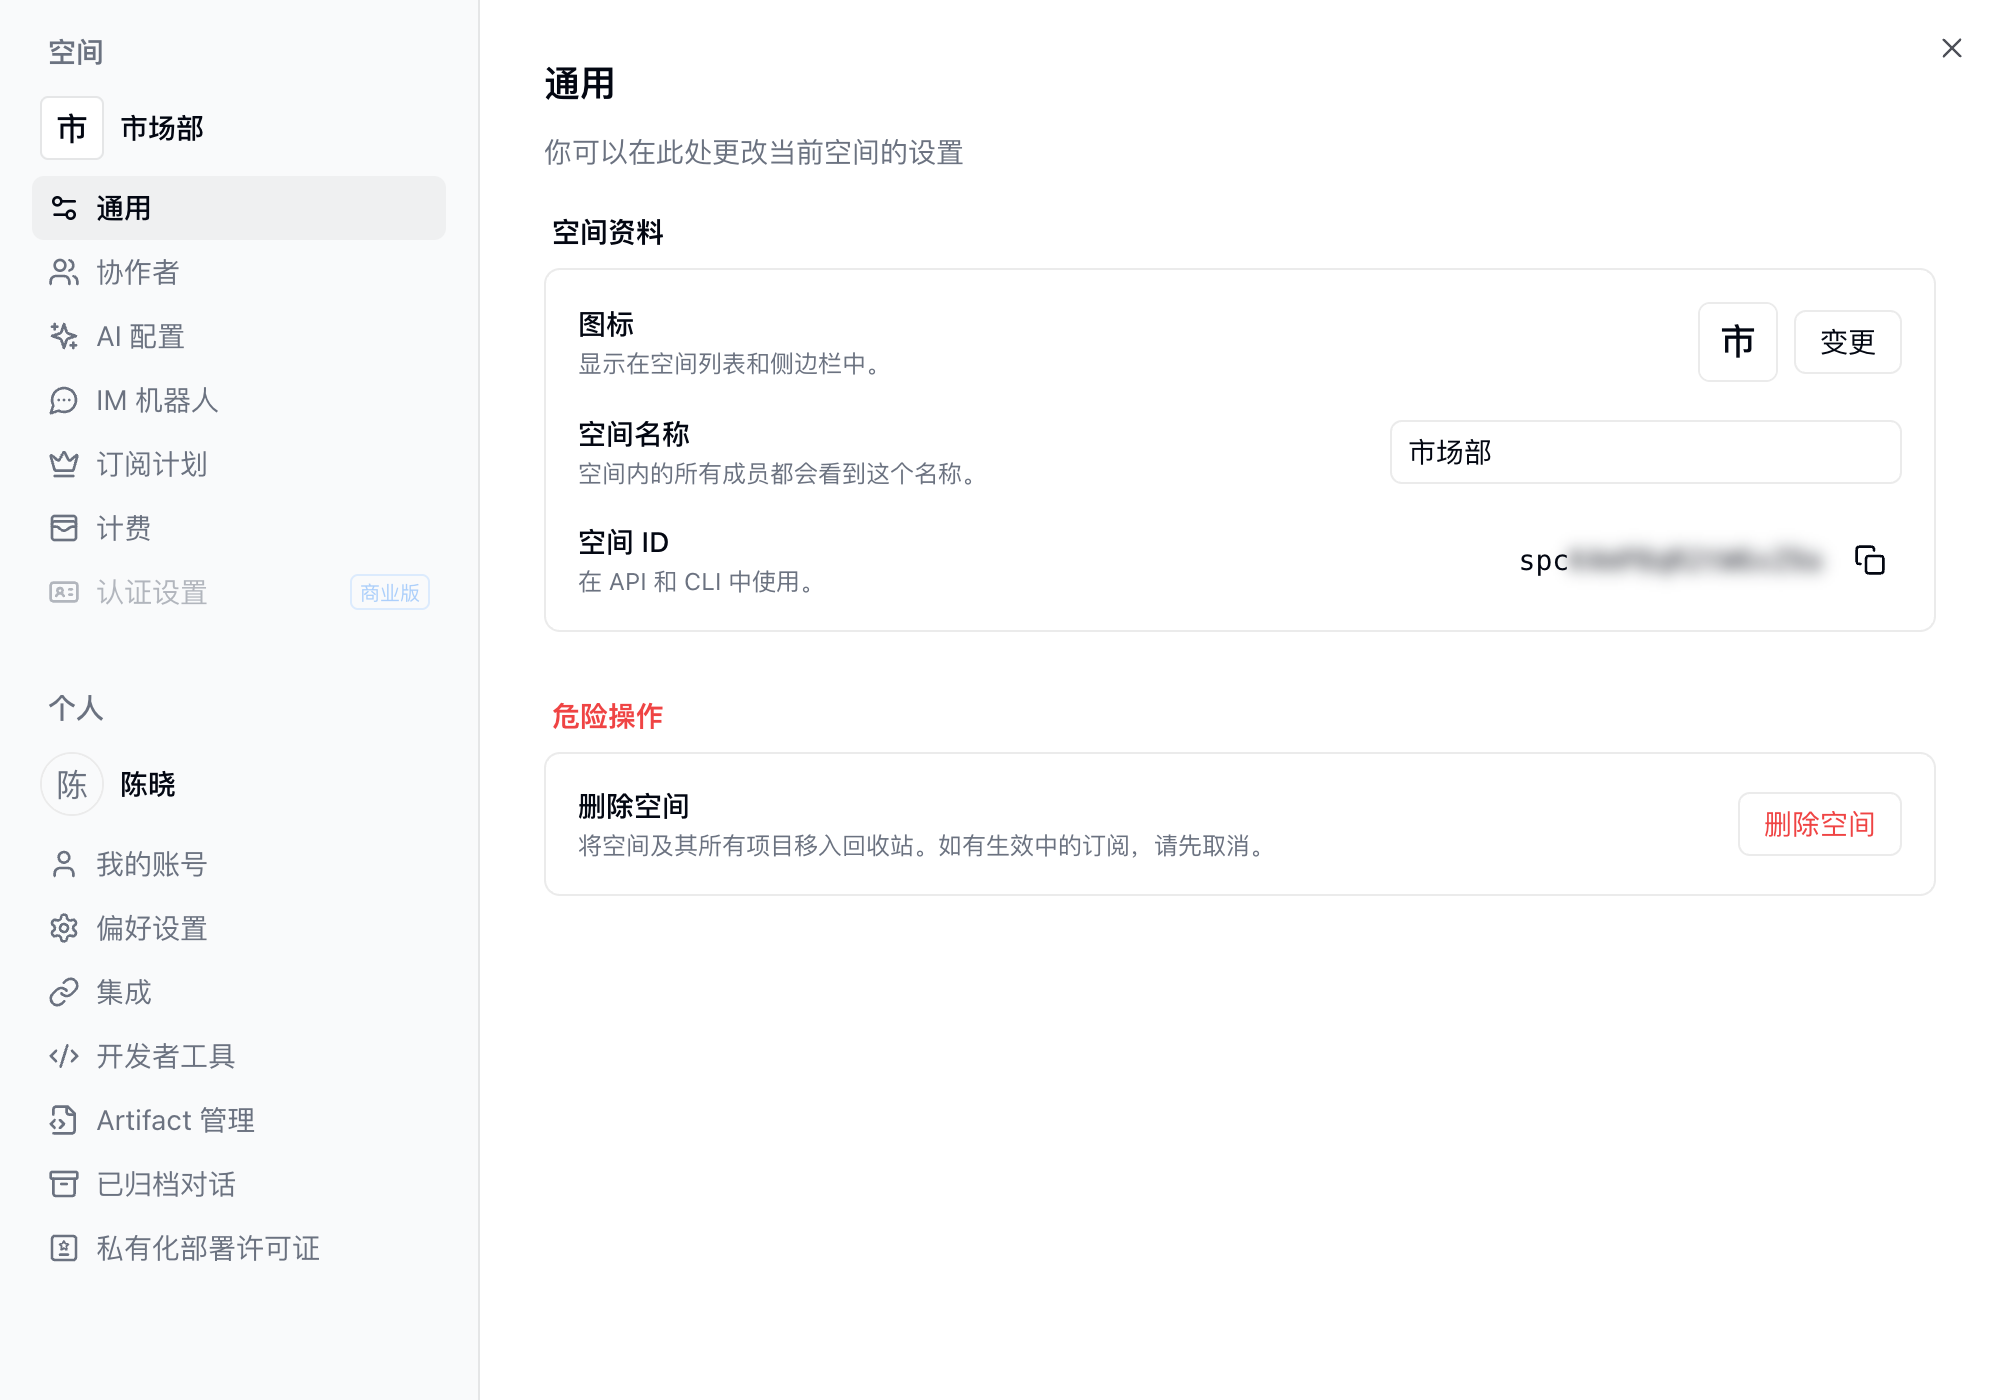 空间
市 市场部
通用
协作者
AI 配置
IM 机器人
订阅计划
计费
认证设置 商业版
个人
陈 陈晓
我的账号
偏好设置
集成
开发者工具
Artifact 管理
已归档对话
私有化部署许可证
通用
你可以在此处更改当前空间的设置
空间资料
图标
显示在空间列表和侧边栏中。
市 变更
空间名称
空间内的所有成员都会看到这个名称。
市场部
空间 ID
在 API 和 CLI 中使用。
spc
危险操作
删除空间
将空间及其所有项目移入回收站。如有生效中的订阅，请先取消。
删除空间